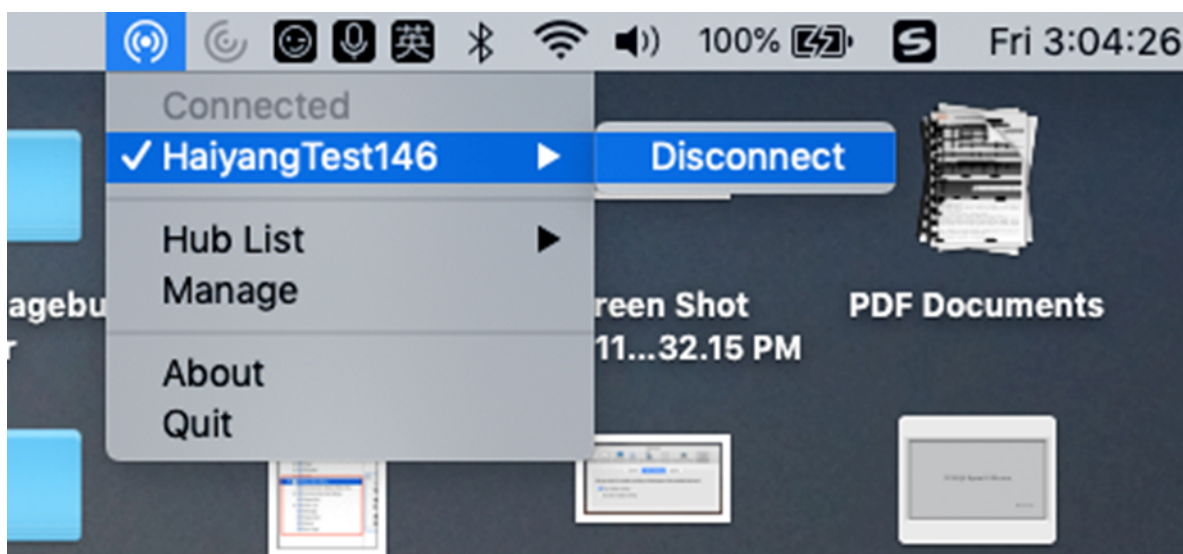 英 100% S Fri 3:04:26
Connected
HaiyangTest146 Disconnect
Hub List
Manage
About
Quit
agebu
r
reen Shot
11...32.15 PM
PDF Documents